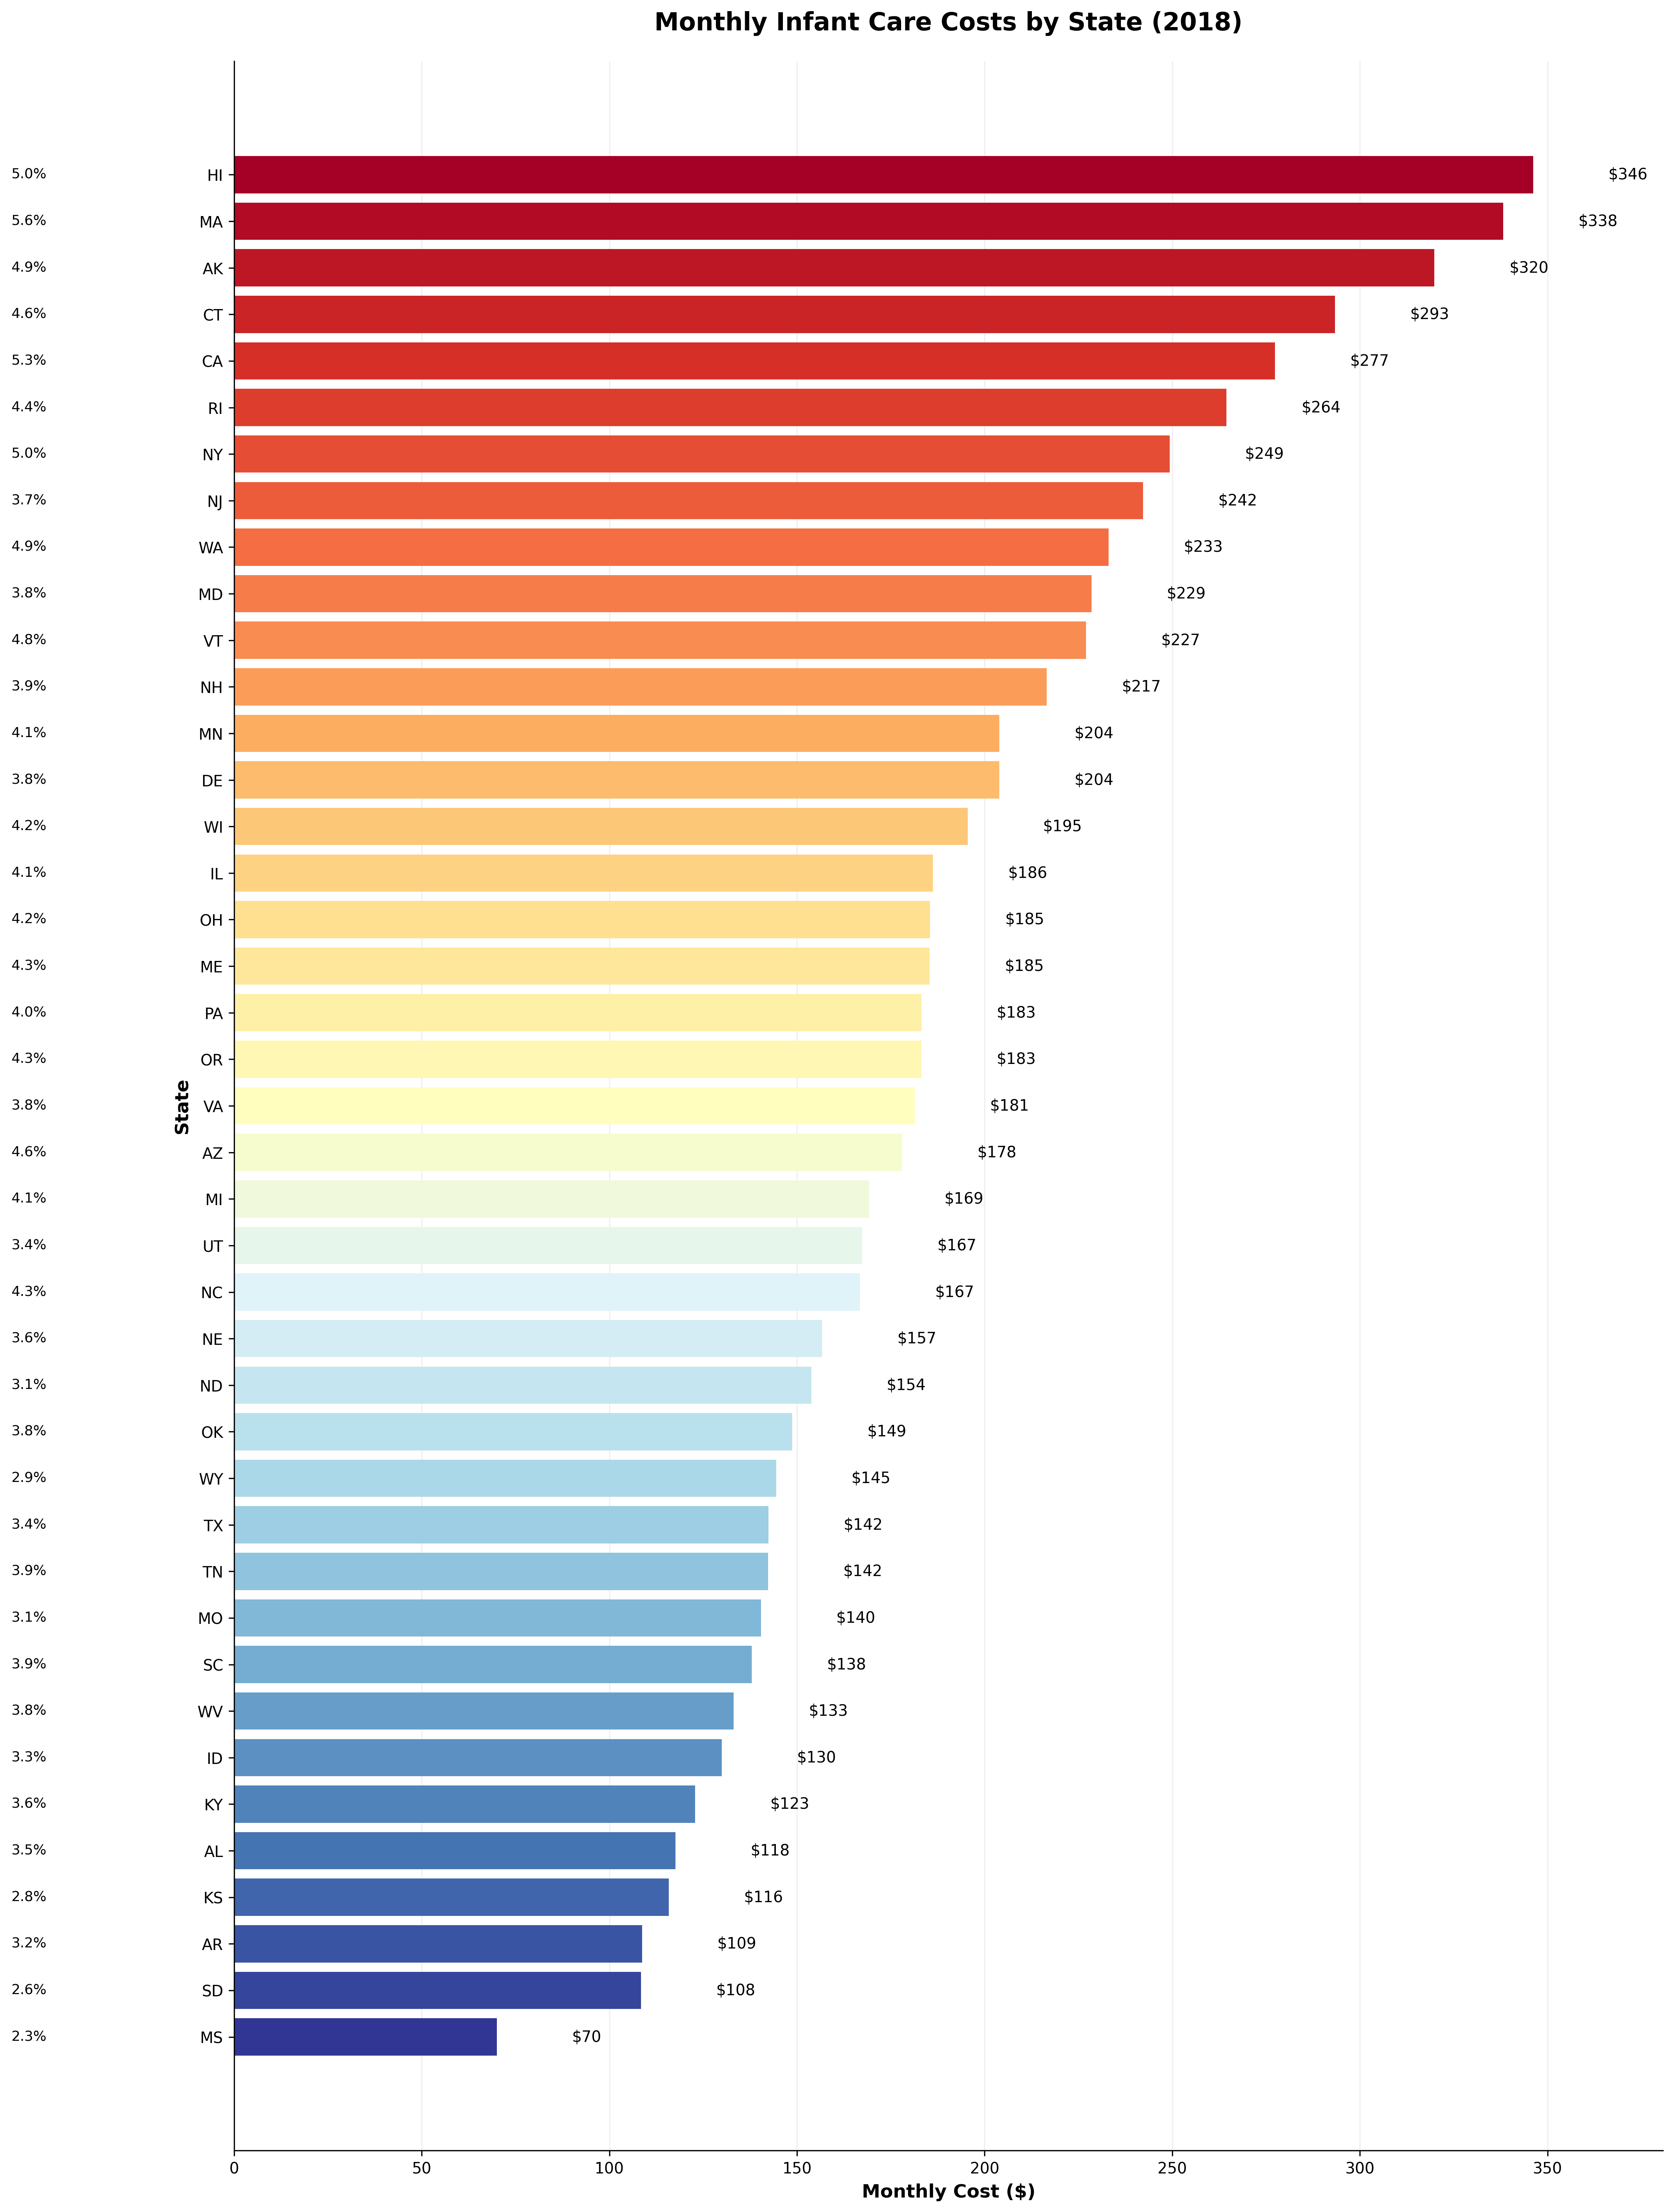 Monthly Infant Care Costs by State (2018)
5.0% HI $346
5.6% MA $338
4.9% AK $320
4.6% CT $293
5.3% CA $277
4.4% RI $264
5.0% NY $249
3.7% NJ $242
4.9% WA $233
3.8% MD $229
4.8% VT $227
3.9% NH $217
4.1% MN $204
3.8% DE $204
4.2% WI $195
4.1% IL $186
4.2% OH $185
4.3% ME $185
4.0% PA $183
4.3% OR $183
3.8% VA $181
State
4.6% AZ $178
4.1% MI $169
3.4% UT $167
4.3% NC $167
3.6% NE $157
3.1% ND $154
3.8% OK $149
2.9% WY $145
3.4% TX $142
3.9% TN $142
3.1% MO $140
3.9% SC $138
3.8% WV $133
3.3% ID $130
3.6% KY $123
3.5% AL $118
2.8% KS $116
3.2% AR $109
2.6% SD $108
2.3% MS $70
0 50 100 150 200 250 300 350
Monthly Cost ($)